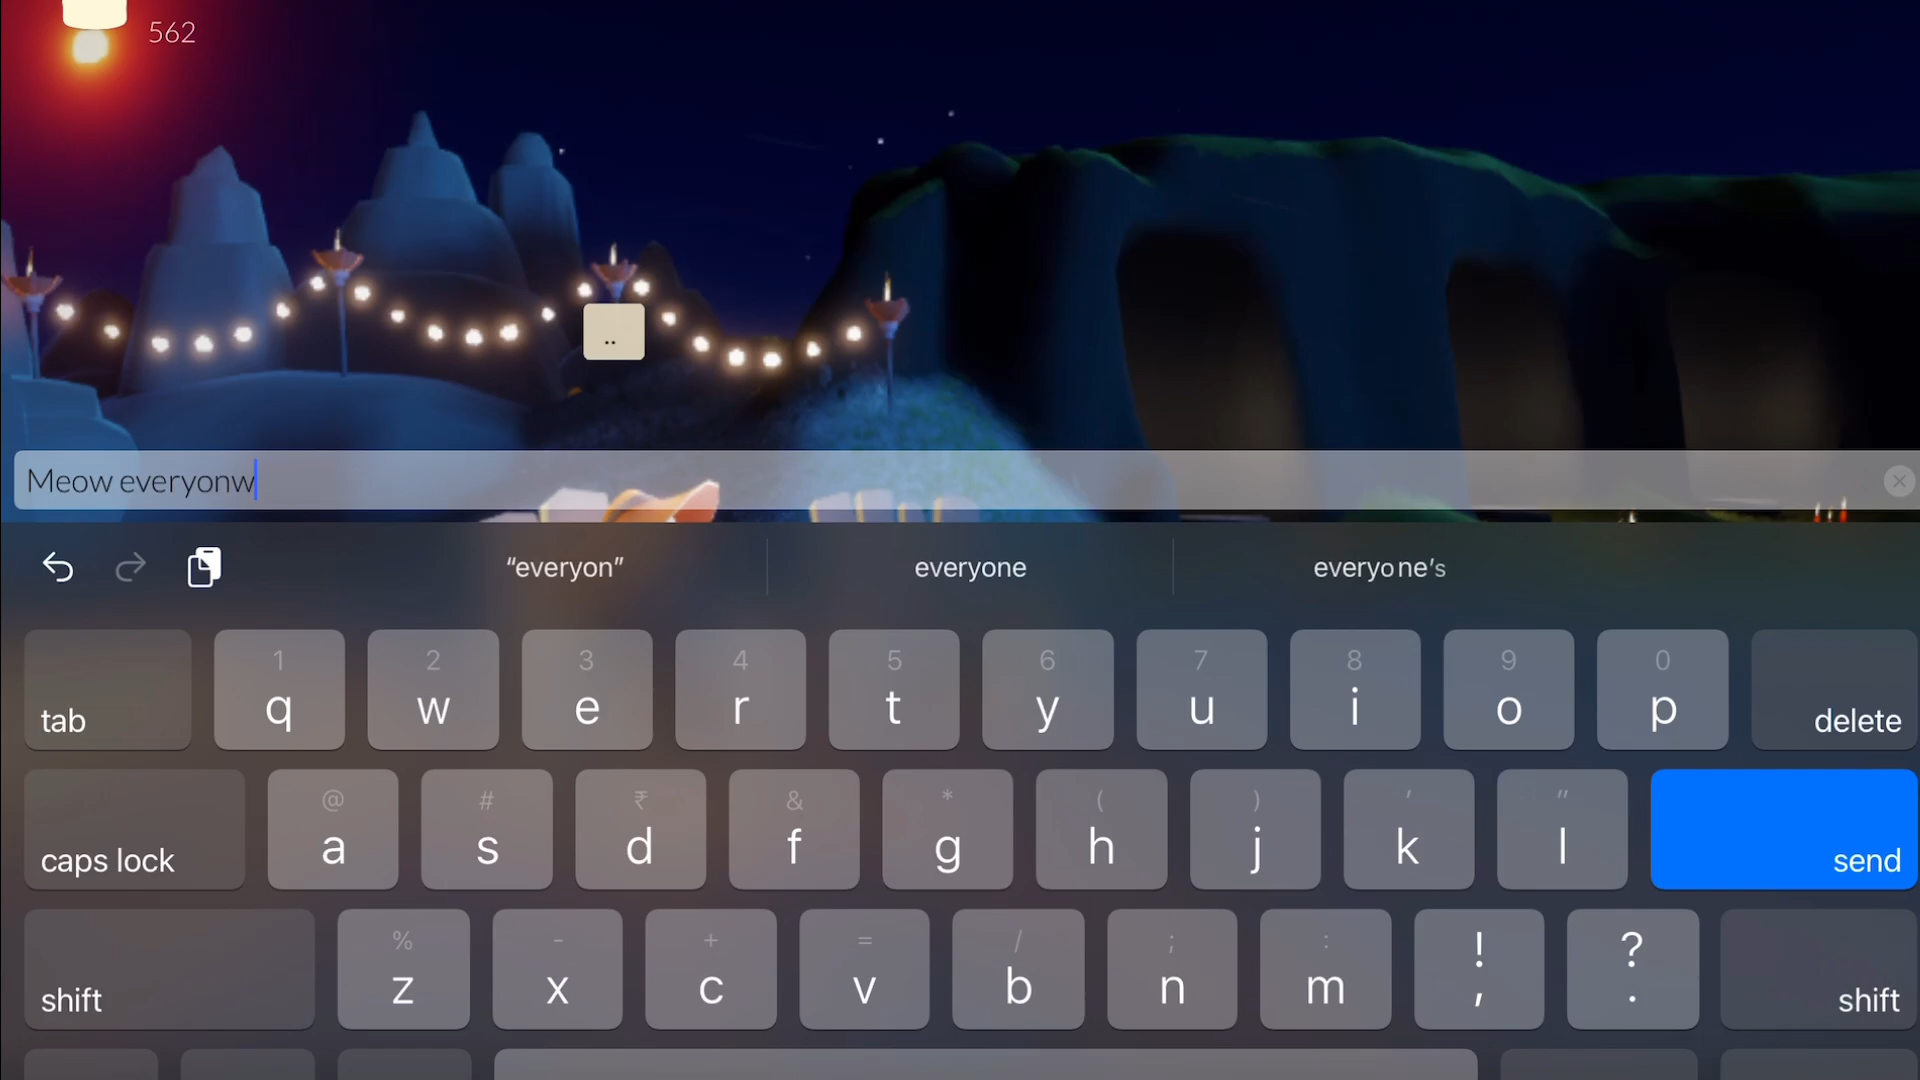 562
..
Meow everyonw
“everyon” everyone everyone's
1 2 3 4 5 6 7 8 9 0
tab q w e r t y u i o p delete
@ # ₹ & * ( ) ' "
caps lock a s d f g h j k l send
% - + = / ; : ! ?
shift z x c v b n m , . shift